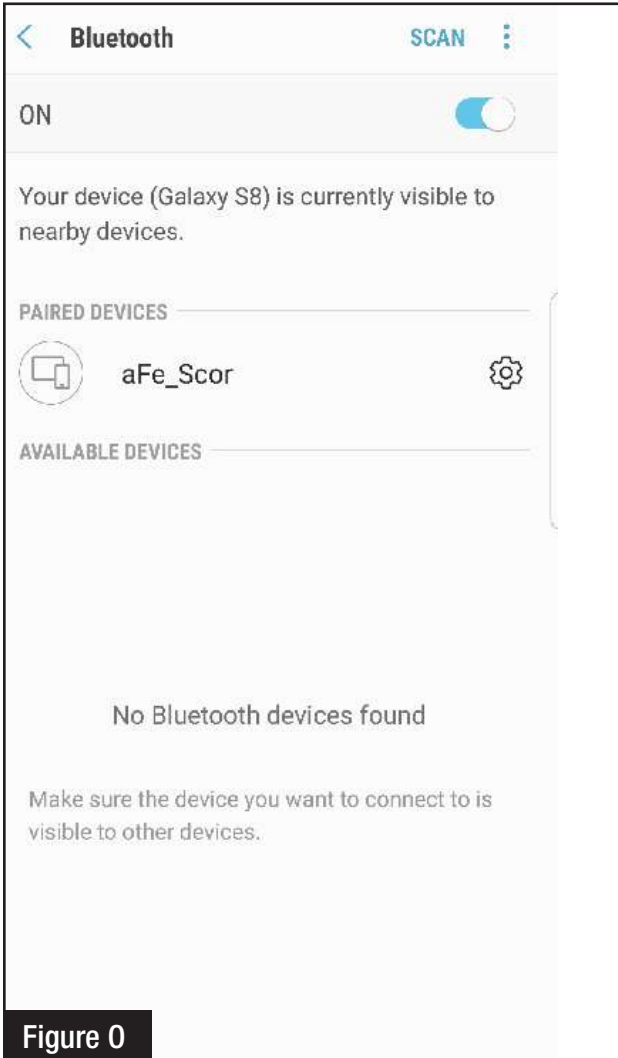 Bluetooth SCAN
ON
Your device (Galaxy S8) is currently visible to
nearby devices.
PAIRED DEVICES
aFe_Scor
AVAILABLE DEVICES
No Bluetooth devices found
Make sure the device you want to connect to is
visible to other devices.
Figure O